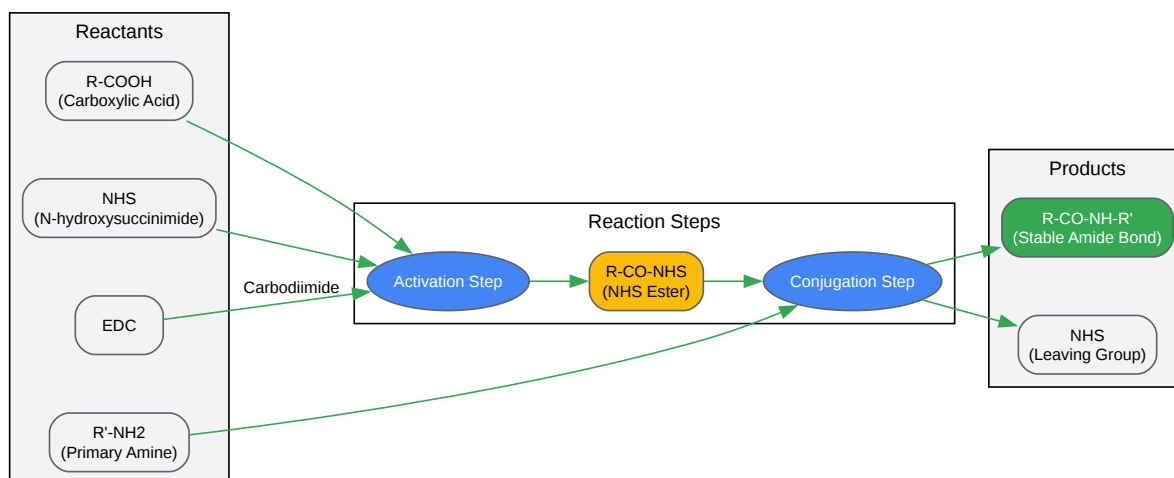 Reactants
R-COOH
(Carboxylic Acid)
NHS
(N-hydroxysuccinimide)
EDC
R'-NH2
(Primary Amine)
Carbodiimide
Reaction Steps
Activation Step
R-CO-NHS
(NHS Ester)
Conjugation Step
Products
R-CO-NH-R'
(Stable Amide Bond)
NHS
(Leaving Group)